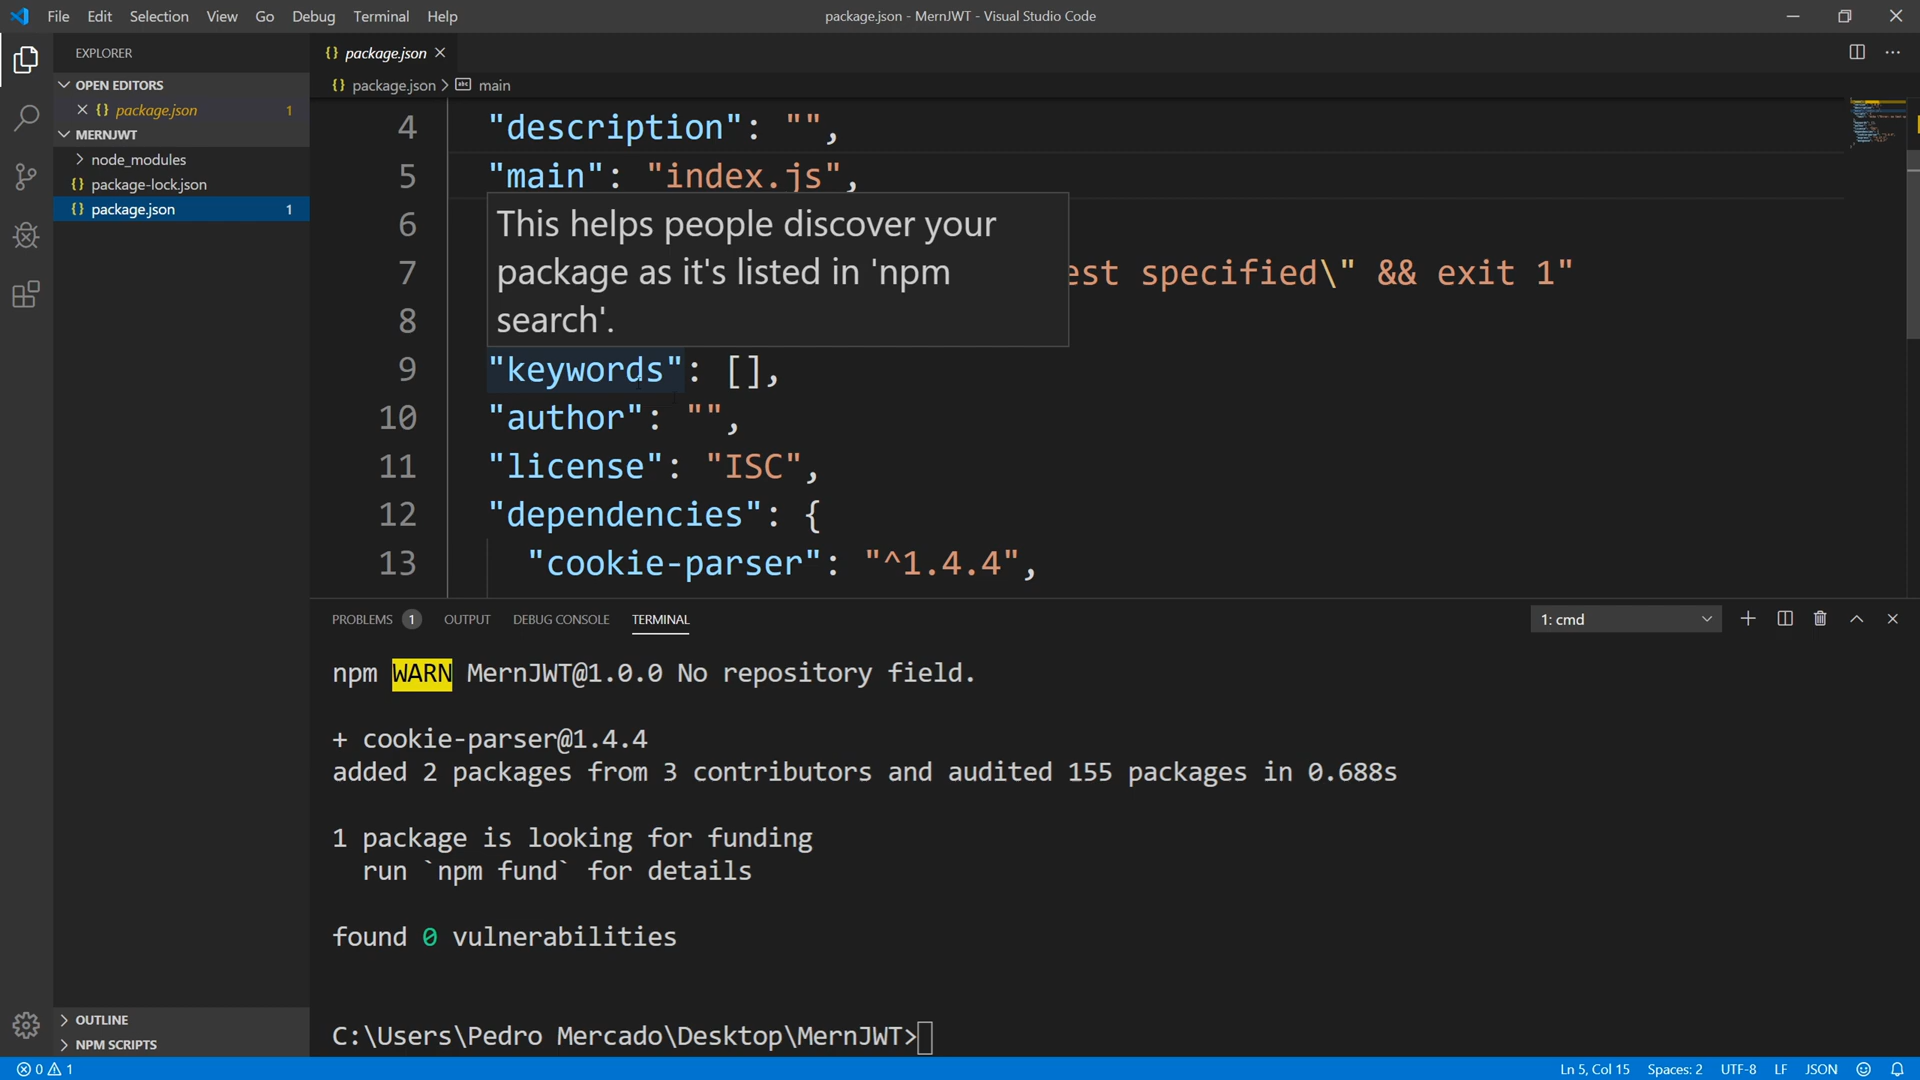 File Edit Selection View Go Debug Terminal Help
package.json - MernJWT - Visual Studio Code
EXPLORER
OPEN EDITORS
{} package.json 1
MERNJWT
node_modules
{} package-lock.json
{} package.json 1
OUTLINE
NPM SCRIPTS
{} package.json
{} package.json > abc main
4 "description": "",
5 "main": "index.js",
6
7 est specified\" && exit 1"
8
This helps people discover your
package as it's listed in 'npm
search'.
9 "keywords": [],
10 "author": "",
11 "license": "ISC",
12 "dependencies": {
13 "cookie-parser": "^1.4.4",
PROBLEMS 1 OUTPUT DEBUG CONSOLE TERMINAL
1: cmd
npm WARN MernJWT@1.0.0 No repository field.
+ cookie-parser@1.4.4
added 2 packages from 3 contributors and audited 155 packages in 0.688s
1 package is looking for funding
run `npm fund` for details
found 0 vulnerabilities
C:\Users\Pedro Mercado\Desktop\MernJWT>
0 1
Ln 5, Col 15 Spaces: 2 UTF-8 LF JSON